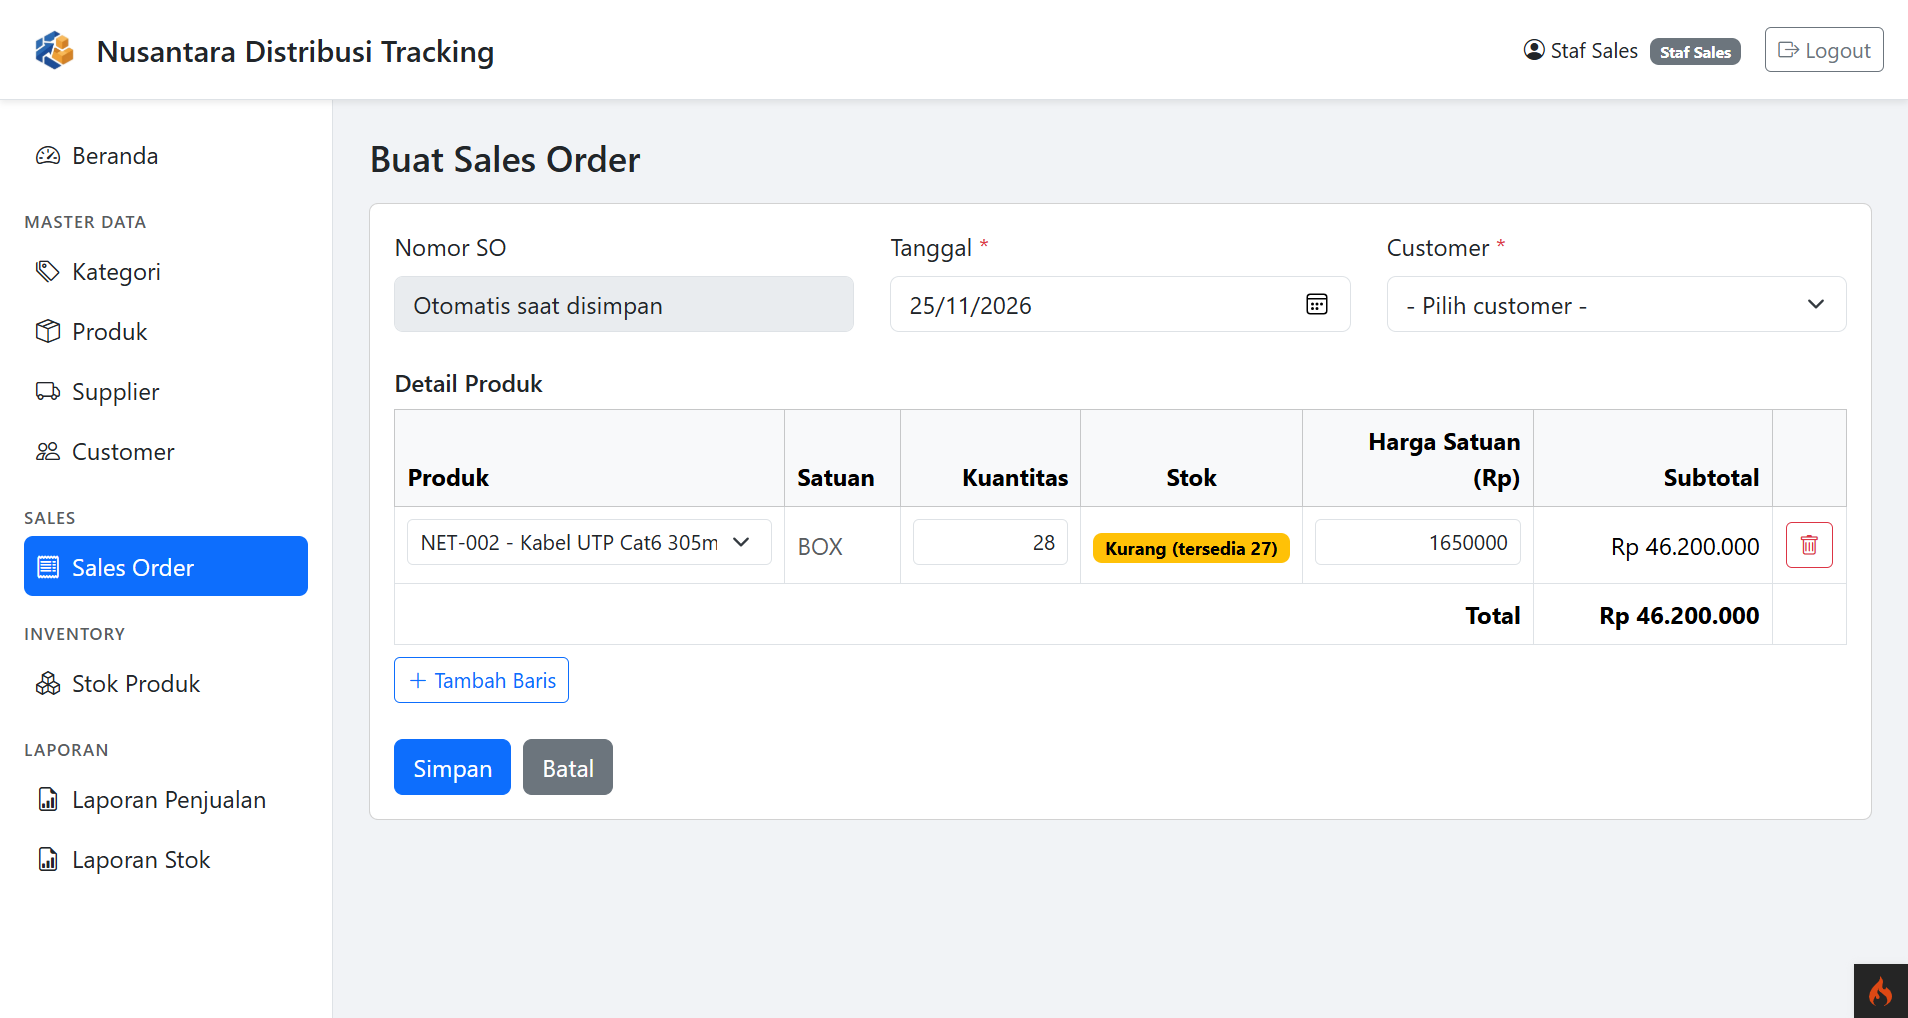 Nusantara Distribusi Tracking
Staf Sales
Staf Sales
Logout
Beranda
MASTER DATA
Kategori
Produk
Supplier
Customer
SALES
Sales Order
INVENTORY
Stok Produk
LAPORAN
Laporan Penjualan
Laporan Stok
Buat Sales Order
Nomor SO
Tanggal *
Customer *
Otomatis saat disimpan
25/11/2026
- Pilih customer -
Detail Produk
Produk
Satuan
Kuantitas
Stok
Harga Satuan
(Rp)
Subtotal
NET-002 - Kabel UTP Cat6 305m
BOX
28
Kurang (tersedia 27)
1650000
Rp 46.200.000
Total
Rp 46.200.000
+ Tambah Baris
Simpan
Batal